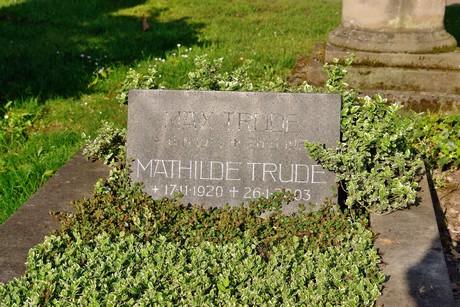 MAX TRUDE
MATHILDE TRUDE
*17·11·1920 +26·1·2003